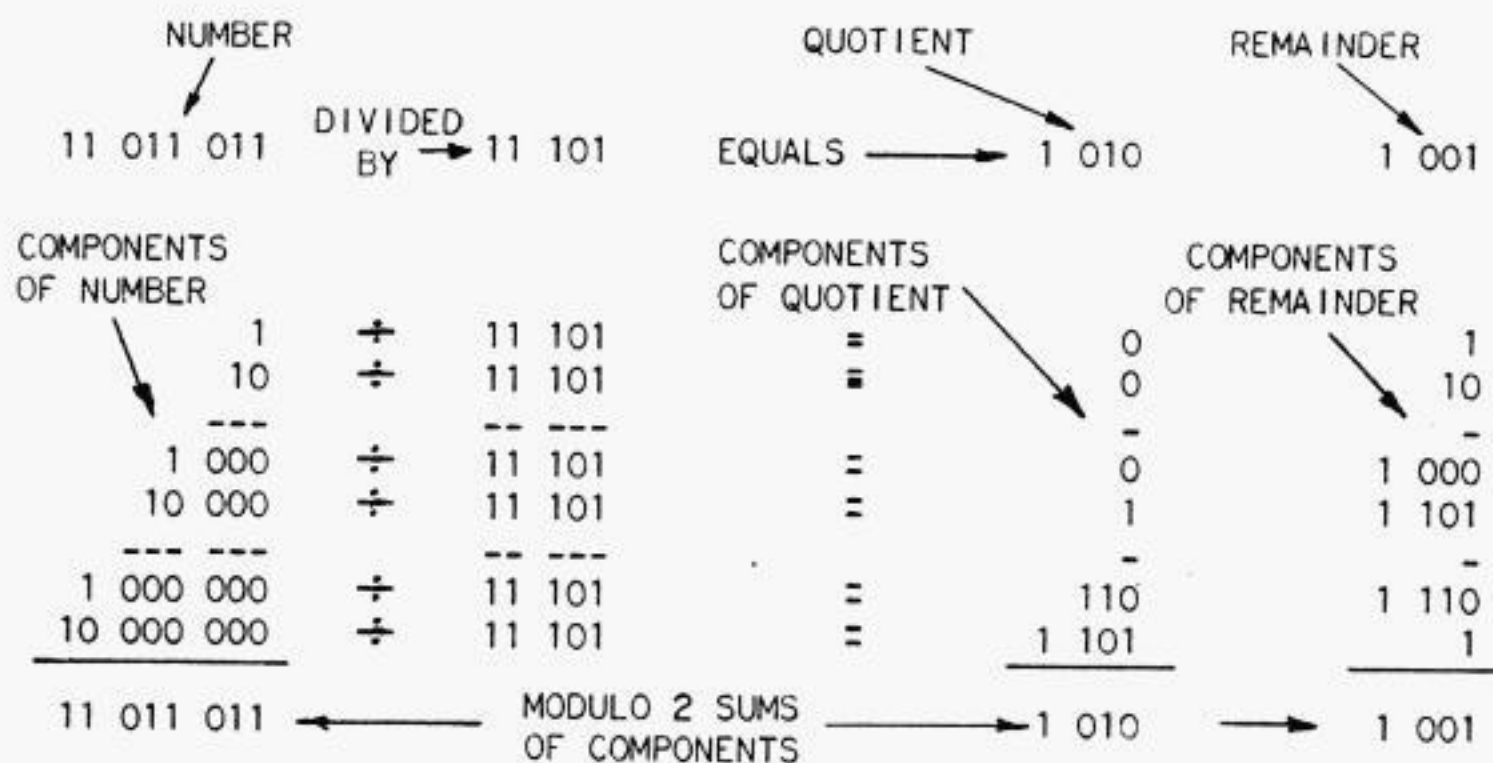 NUMBER QUOTIENT REMAINDER
11 011 011 DIVIDED BY 11 101 EQUALS 1 010 1 001
COMPONENTS OF NUMBER COMPONENTS OF QUOTIENT COMPONENTS OF REMAINDER
1 ÷ 11 101 = 0 1
10 ÷ 11 101 = 0 10
--- -- --- - -
1 000 ÷ 11 101 = 0 1 000
10 000 ÷ 11 101 = 1 1 101
--- --- -- --- - -
1 000 000 ÷ 11 101 = 110 1 110
10 000 000 ÷ 11 101 = 1 101 1
11 011 011 MODULO 2 SUMS OF COMPONENTS 1 010 1 001